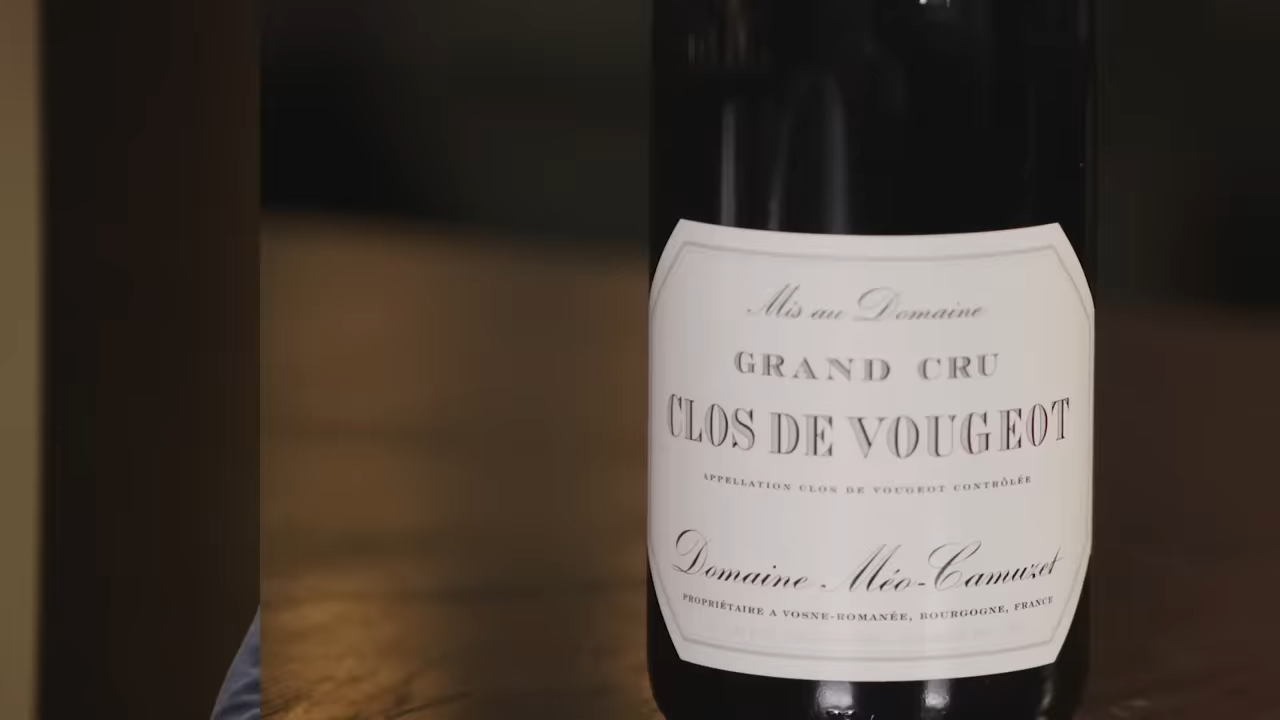 Mis au Domaine
GRAND CRU
CLOS DE VOUGEOT
APPELLATION CLOS DE VOUGEOT CONTRÔLÉE
Domaine Méo-Camuzet
PROPRIÉTAIRE A VOSNE-ROMANÉE, BOURGOGNE, FRANCE